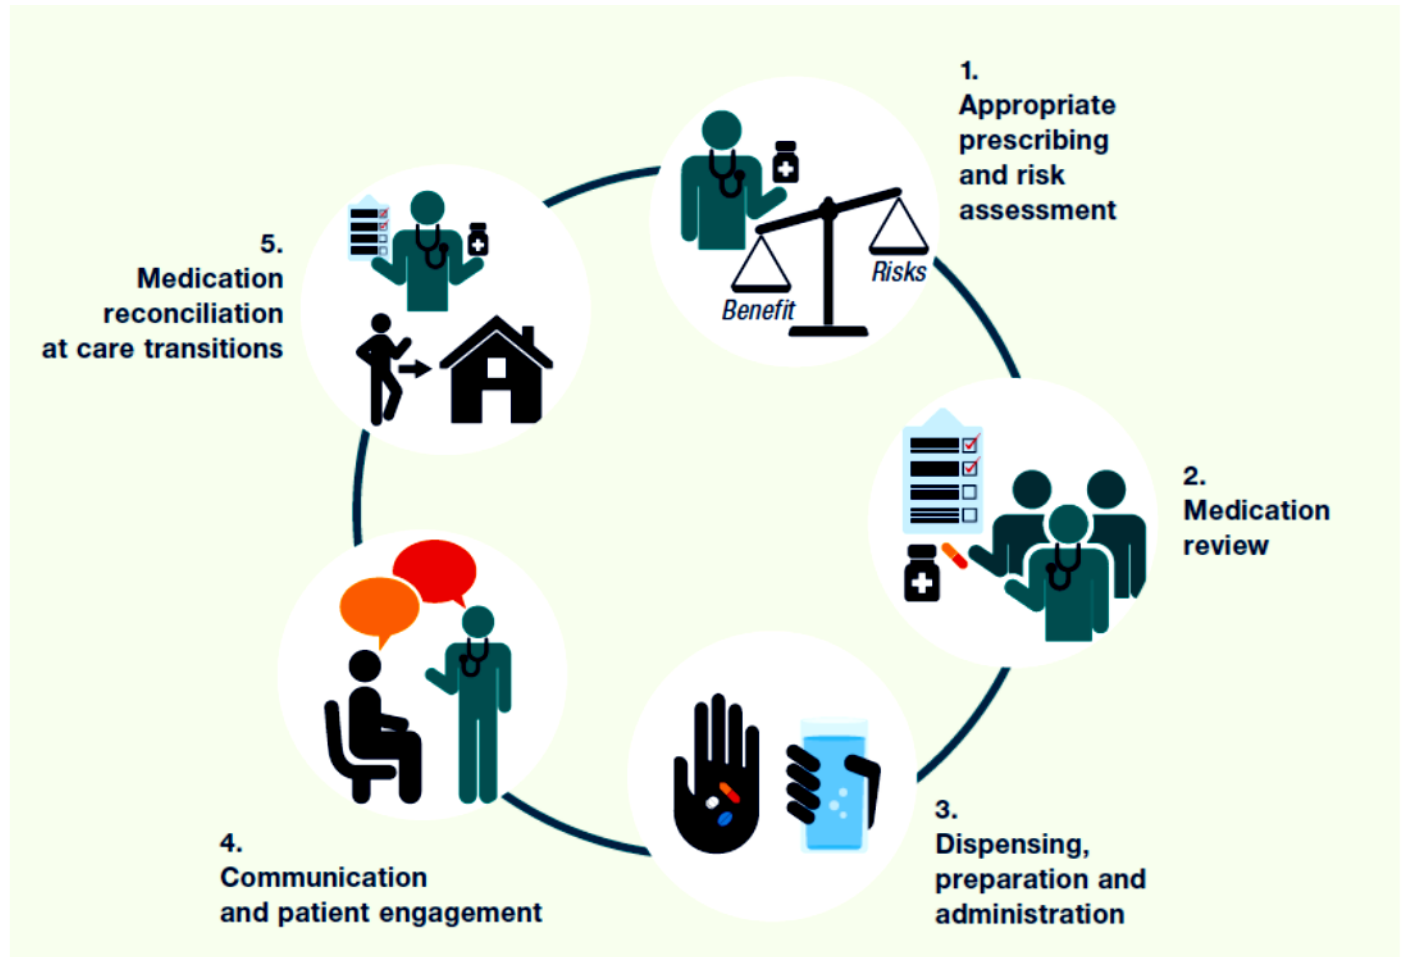 1.
Appropriate
prescribing
and risk
assessment
Benefit
Risks
2.
Medication
review
3.
Dispensing,
preparation and
administration
4.
Communication
and patient engagement
5.
Medication
reconciliation
at care transitions